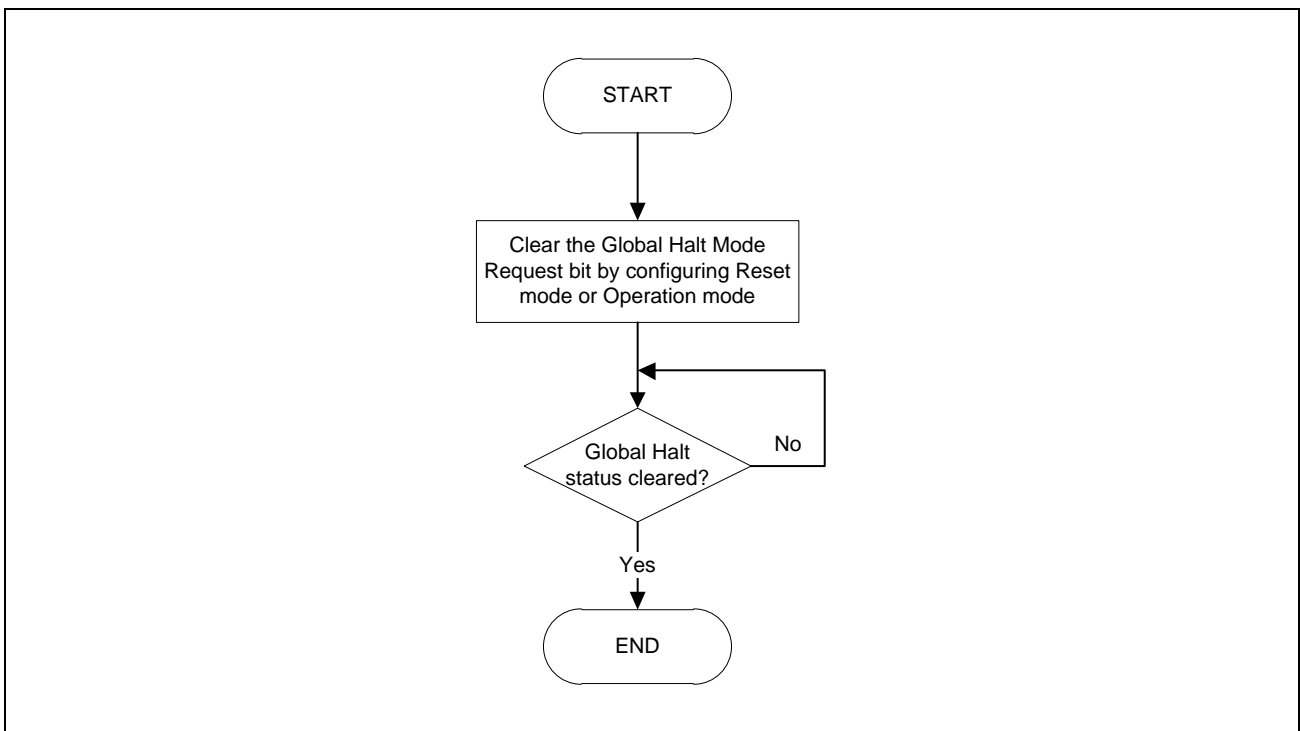 START
Clear the Global Halt Mode
Request bit by configuring Reset
mode or Operation mode
Global Halt
status cleared?
No
Yes
END